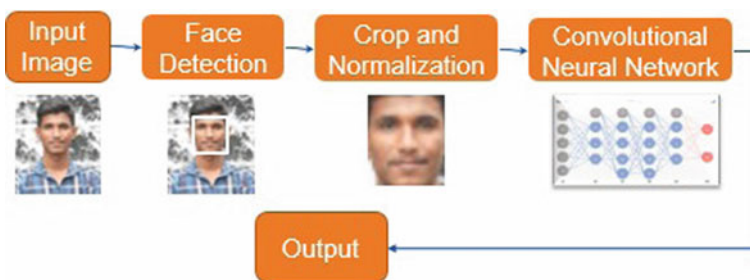 Input
Image
Face
Detection
Crop and
Normalization
Convolutional
Neural Network
Output